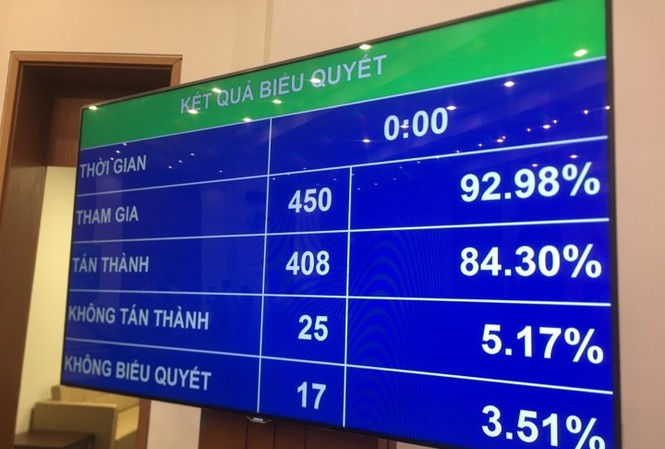 KẾT QUẢ BIỂU QUYẾT
THỜI GIAN 0:00
THAM GIA 450 92.98%
TÁN THÀNH 408 84.30%
KHÔNG TÁN THÀNH 25 5.17%
KHÔNG BIỂU QUYẾT 17 3.51%